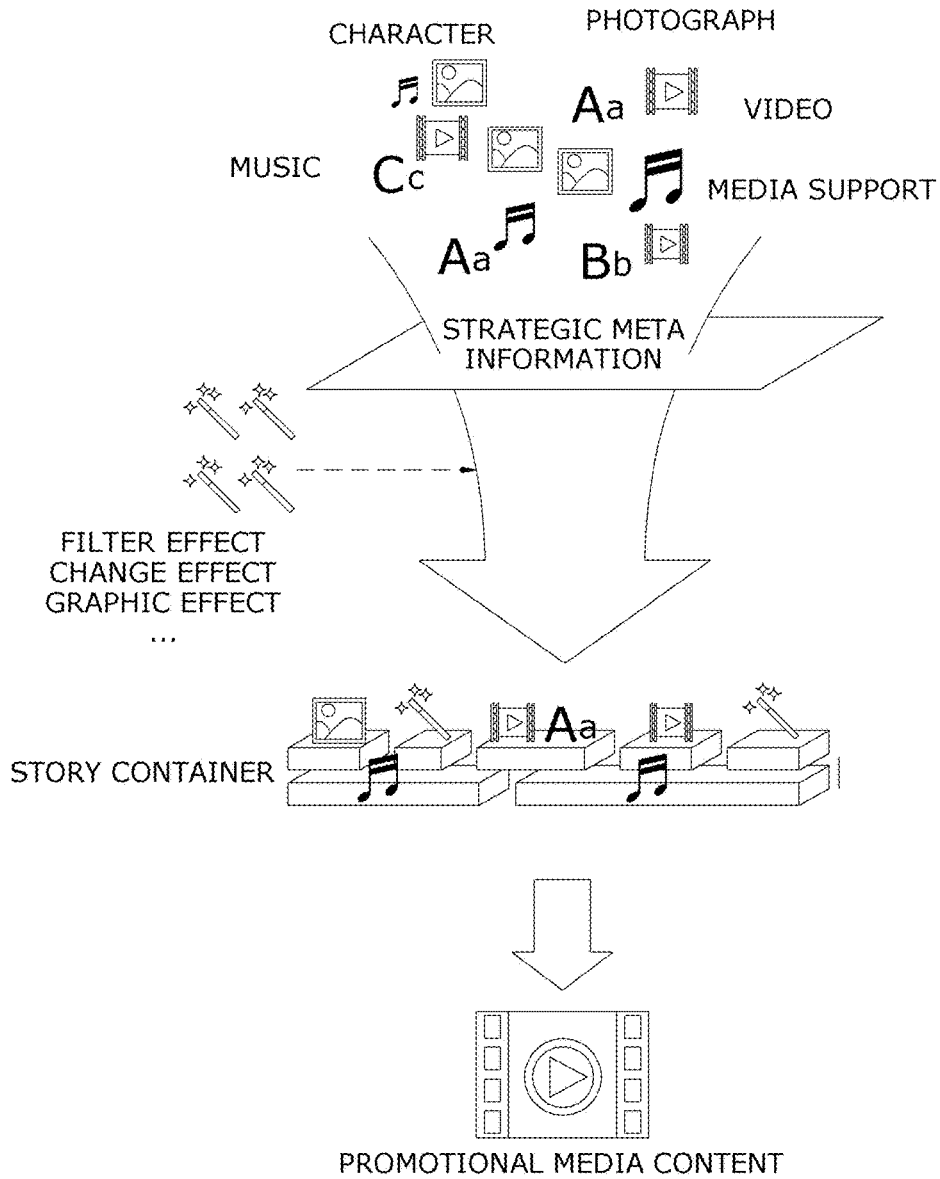 PHOTOGRAPH
CHARACTER
Aa
VIDEO
MUSIC
Cc
MEDIA SUPPORT
Aa
Bb
STRATEGIC META
INFORMATION
FILTER EFFECT
CHANGE EFFECT
GRAPHIC EFFECT
...
Aa
STORY CONTAINER
PROMOTIONAL MEDIA CONTENT